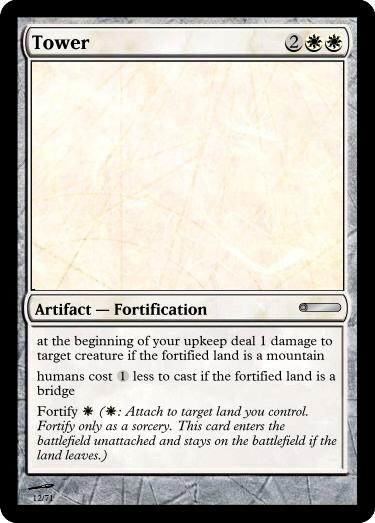 Tower 2
Artifact — Fortification
at the beginning of your upkeep deal 1 damage to
target creature if the fortified land is a mountain
humans cost 1 less to cast if the fortified land is a
bridge
Fortify (: Attach to target land you control.
Fortify only as a sorcery. This card enters the
battlefield unattached and stays on the battlefield if the
land leaves.)
12/71